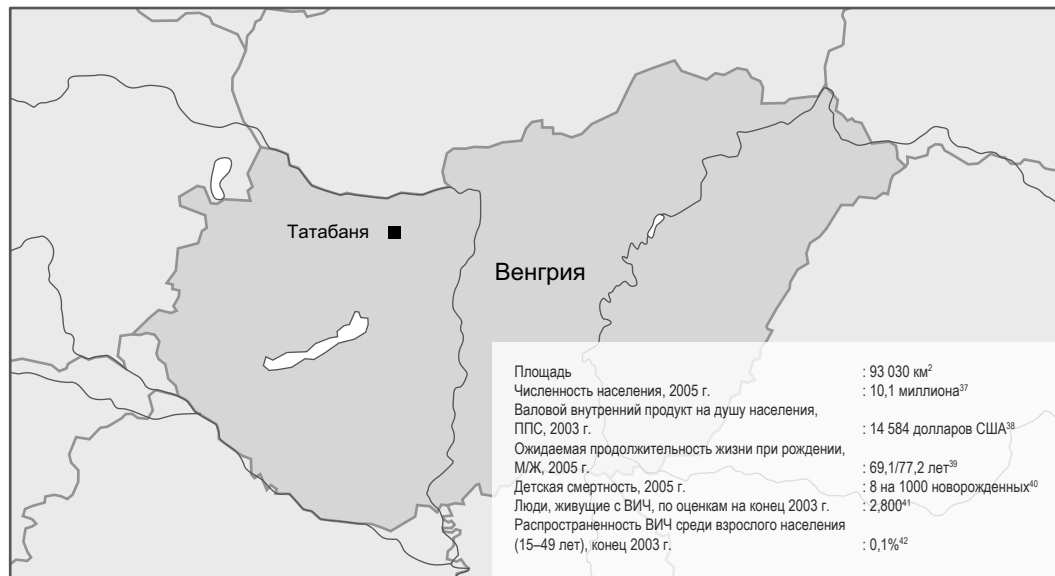 Татабаня
Венгрия
Площадь : 93 030 км²
Численность населения, 2005 г. : 10,1 миллиона³⁷
Валовой внутренний продукт на душу населения,
ППС, 2003 г. : 14 584 долларов США³⁸
Ожидаемая продолжительность жизни при рождении,
М/Ж, 2005 г. : 69,1/77,2 лет³⁹
Детская смертность, 2005 г. : 8 на 1000 новорожденных⁴⁰
Люди, живущие с ВИЧ, по оценкам на конец 2003 г. : 2,800⁴¹
Распространенность ВИЧ среди взрослого населения
(15–49 лет), конец 2003 г. : 0,1%⁴²